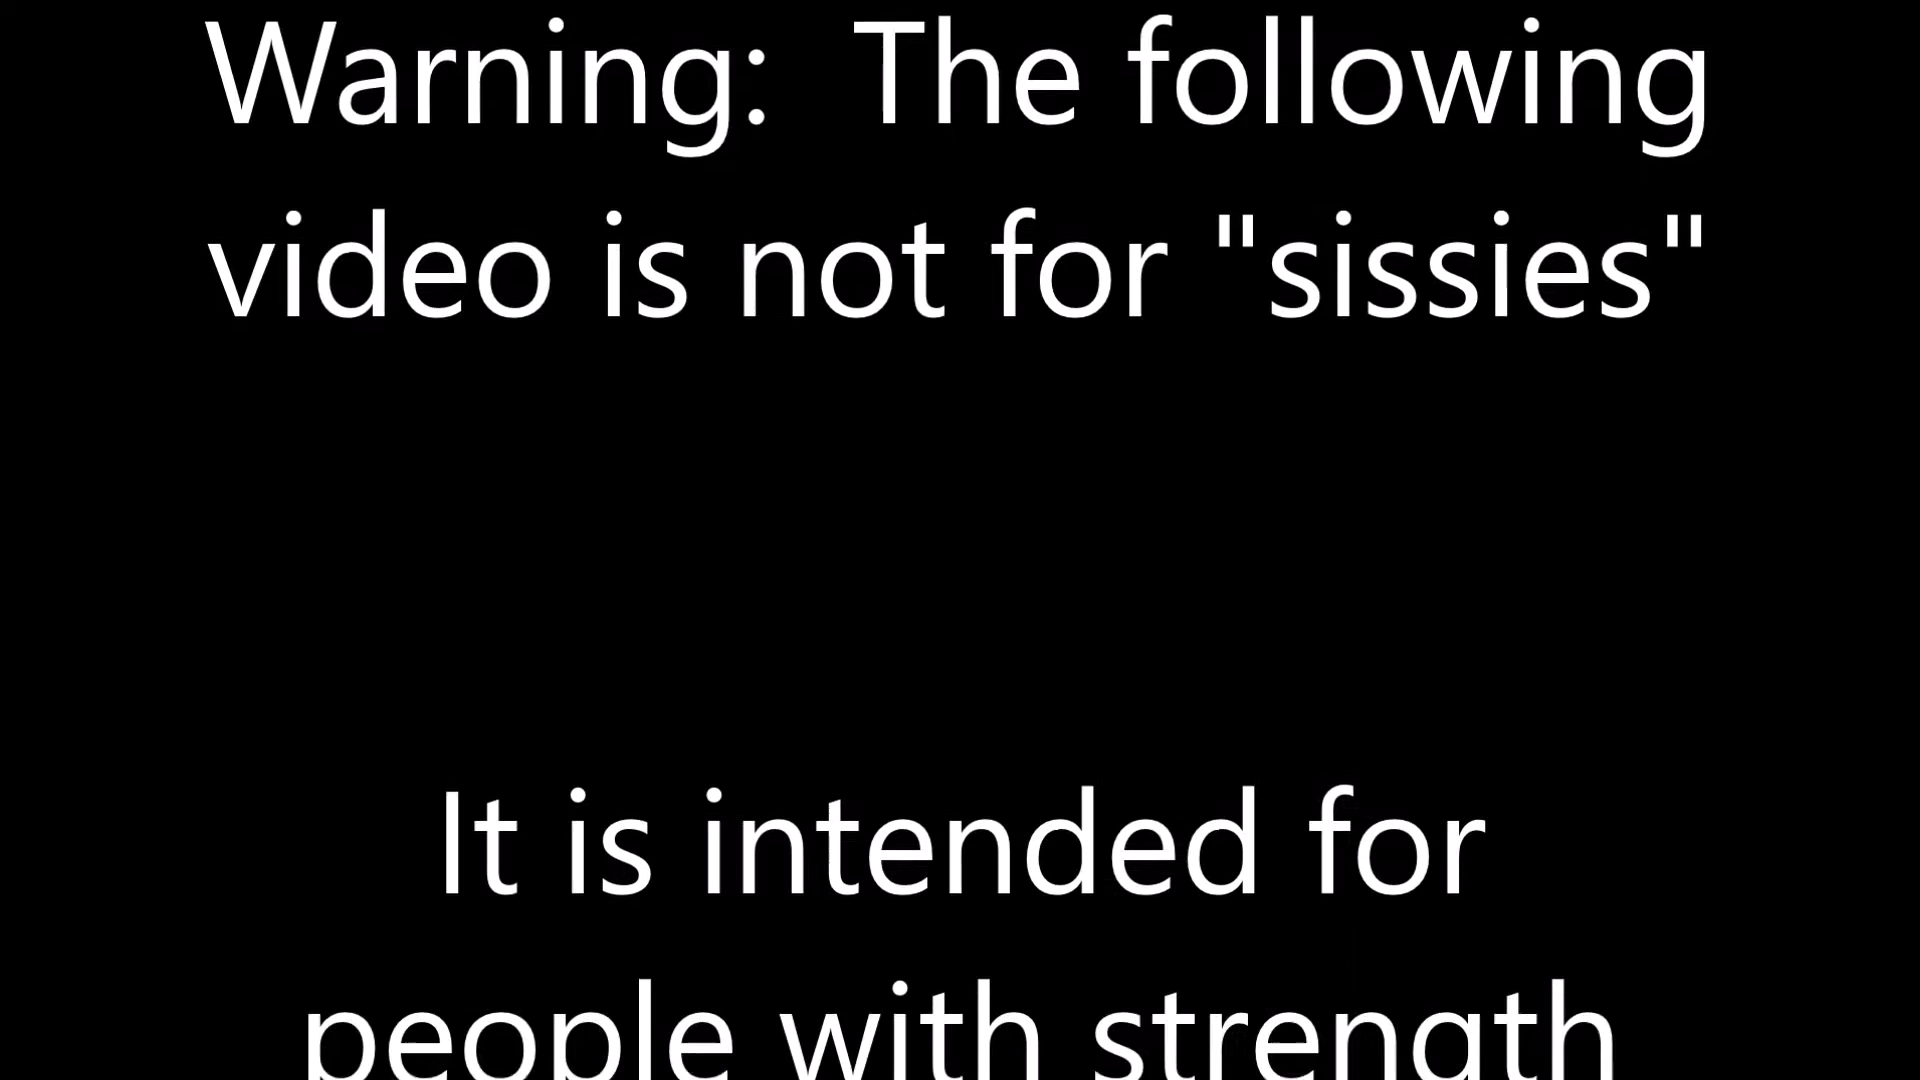 Warning:  The following
video is not for "sissies"
It is intended for
people with strength